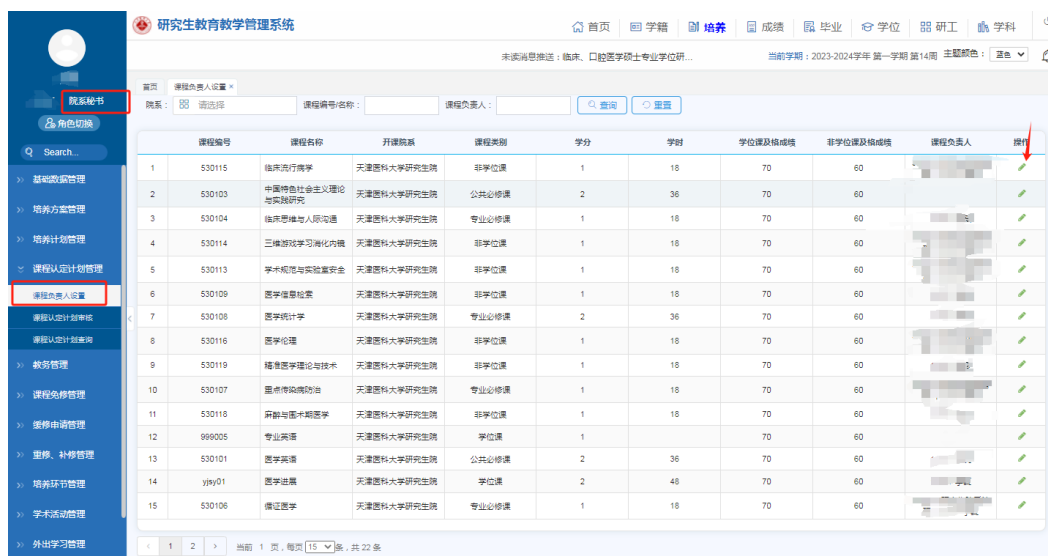 研究生教育教学管理系统
首页 学籍 培养 成绩 毕业 学位 研工 学科
未读消息推送：临床、口腔医学硕士专业学位研... 当前学期：2023-2024学年 第一学期 第14周 主题颜色： 蓝色
院系秘书
角色切换
Search...
基础数据管理
培养方案管理
培养计划管理
课程认定计划管理
课程负责人设置
课程认定计划审核
课程认定计划查询
教务管理
课程免修管理
缓修申请管理
重修、补修管理
培养环节管理
学术活动管理
外出学习管理
首页 课程负责人设置 ×
院系： 请选择 课程编号/名称： 课程负责人： 查询 重置
课程编号 课程名称 开课院系 课程类别 学分 学时 学位课及格成绩 非学位课及格成绩 课程负责人 操作
1 530115 临床流行病学 天津医科大学研究生院 非学位课 1 18 70 60
2 530103 中国特色社会主义理论与实践研究 天津医科大学研究生院 公共必修课 2 36 70 60
3 530104 临床思维与人际沟通 天津医科大学研究生院 专业必修课 1 18 70 60
4 530114 三维游戏学习消化内镜 天津医科大学研究生院 非学位课 1 18 70 60
5 530113 学术规范与实验室安全 天津医科大学研究生院 非学位课 1 18 70 60
6 530109 医学信息检索 天津医科大学研究生院 非学位课 1 18 70 60
7 530108 医学统计学 天津医科大学研究生院 专业必修课 2 36 70 60
8 530116 医学伦理 天津医科大学研究生院 非学位课 1 18 70 60
9 530119 精准医学理论与技术 天津医科大学研究生院 非学位课 1 18 70 60
10 530107 重点传染病防治 天津医科大学研究生院 专业必修课 1 18 70 60
11 530118 麻醉与围术期医学 天津医科大学研究生院 非学位课 1 18 70 60
12 999005 专业英语 天津医科大学研究生院 学位课 1 70 60
13 530101 医学英语 天津医科大学研究生院 公共必修课 2 36 70 60
14 yjsy01 医学进展 天津医科大学研究生院 学位课 2 48 70 60
15 530106 循证医学 天津医科大学研究生院 专业必修课 1 18 70 60
1 2 当前 1 页，每页 15 条，共 22 条